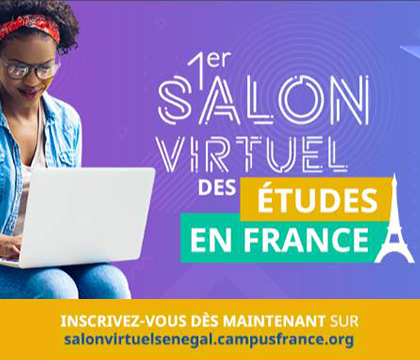 1er
SALON
VIRTUEL
DES
ÉTUDES
EN FRANCE
INSCRIVEZ-VOUS DÈS MAINTENANT SUR
salonvirtuelsenegal.campusfrance.org